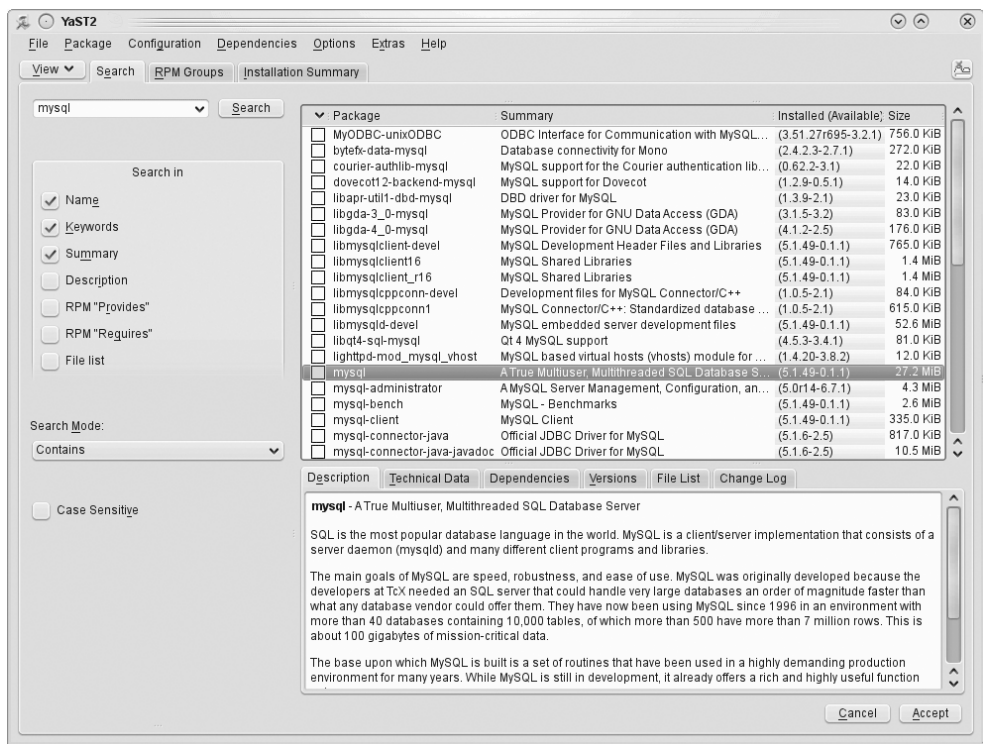 YaST2
File Package Configuration Dependencies Options Extras Help
View Search RPM Groups Installation Summary
mysql Search
Search in
Name
Keywords
Summary
Description
RPM "Provides"
RPM "Requires"
File list
Search Mode:
Contains
Case Sensitive
Package Summary Installed (Available) Size
MyODBC-unixODBC ODBC Interface for Communication with MySQL... (3.51.27r695-3.2.1) 756.0 KiB
bytefx-data-mysql Database connectivity for Mono (2.4.2.3-2.7.1) 272.0 KiB
courier-authlib-mysql MySQL support for the Courier authentication lib... (0.62.2-3.1) 22.0 KiB
dovecot12-backend-mysql MySQL support for Dovecot (1.2.9-0.5.1) 14.0 KiB
libapr-util1-dbd-mysql DBD driver for MySQL (1.3.9-2.1) 23.0 KiB
libgda-3_0-mysql MySQL Provider for GNU Data Access (GDA) (3.1.5-3.2) 83.0 KiB
libgda-4_0-mysql MySQL Provider for GNU Data Access (GDA) (4.1.2-2.5) 176.0 KiB
libmysqlclient-devel MySQL Development Header Files and Libraries (5.1.49-0.1.1) 765.0 KiB
libmysqlclient16 MySQL Shared Libraries (5.1.49-0.1.1) 1.4 MiB
libmysqlclient_r16 MySQL Shared Libraries (5.1.49-0.1.1) 1.4 MiB
libmysqlcppconn-devel Development files for MySQL Connector/C++ (1.0.5-2.1) 84.0 KiB
libmysqlcppconn1 MySQL Connector/C++: Standardized database ... (1.0.5-2.1) 615.0 KiB
libmysqld-devel MySQL embedded server development files (5.1.49-0.1.1) 52.6 MiB
libqt4-sql-mysql Qt 4 MySQL support (4.5.3-3.4.1) 81.0 KiB
lighttpd-mod_mysql_vhost MySQL based virtual hosts (vhosts) module for ... (1.4.20-3.8.2) 12.0 KiB
mysql A True Multiuser, Multithreaded SQL Database S... (5.1.49-0.1.1) 27.2 MiB
mysql-administrator A MySQL Server Management, Configuration, an... (5.0r14-6.7.1) 4.3 MiB
mysql-bench MySQL - Benchmarks (5.1.49-0.1.1) 2.6 MiB
mysql-client MySQL Client (5.1.49-0.1.1) 335.0 KiB
mysql-connector-java Official JDBC Driver for MySQL (5.1.6-2.5) 817.0 KiB
mysql-connector-java-javadoc Official JDBC Driver for MySQL (5.1.6-2.5) 10.5 MiB
Description Technical Data Dependencies Versions File List Change Log
mysql - A True Multiuser, Multithreaded SQL Database Server
SQL is the most popular database language in the world. MySQL is a client/server implementation that consists of a
server daemon (mysqld) and many different client programs and libraries.
The main goals of MySQL are speed, robustness, and ease of use. MySQL was originally developed because the
developers at TcX needed an SQL server that could handle very large databases an order of magnitude faster than
what any database vendor could offer them. They have now been using MySQL since 1996 in an environment with
more than 40 databases containing 10,000 tables, of which more than 500 have more than 7 million rows. This is
about 100 gigabytes of mission-critical data.
The base upon which MySQL is built is a set of routines that have been used in a highly demanding production
environment for many years. While MySQL is still in development, it already offers a rich and highly useful function
Cancel Accept